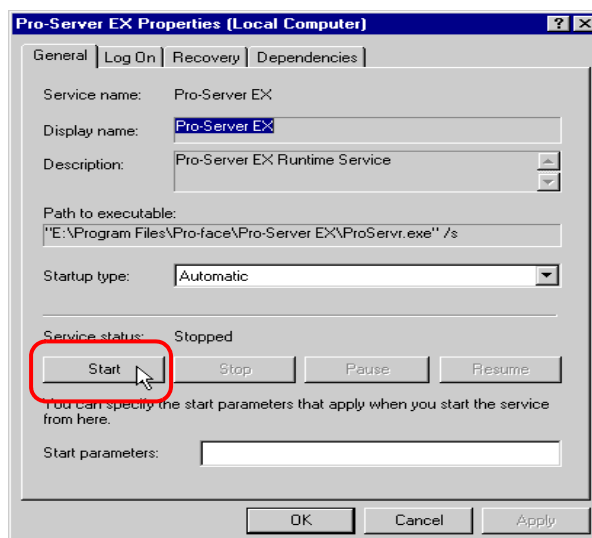 Pro-Server EX Properties (Local Computer)
General Log On Recovery Dependencies
Service name: Pro-Server EX
Display name: Pro-Server EX
Description: Pro-Server EX Runtime Service
Path to executable:
"E:\Program Files\Pro-face\Pro-Server EX\ProServr.exe" /s
Startup type: Automatic
Service status: Stopped
Start Stop Pause Resume
You can specify the start parameters that apply when you start the service
from here.
Start parameters:
OK Cancel Apply